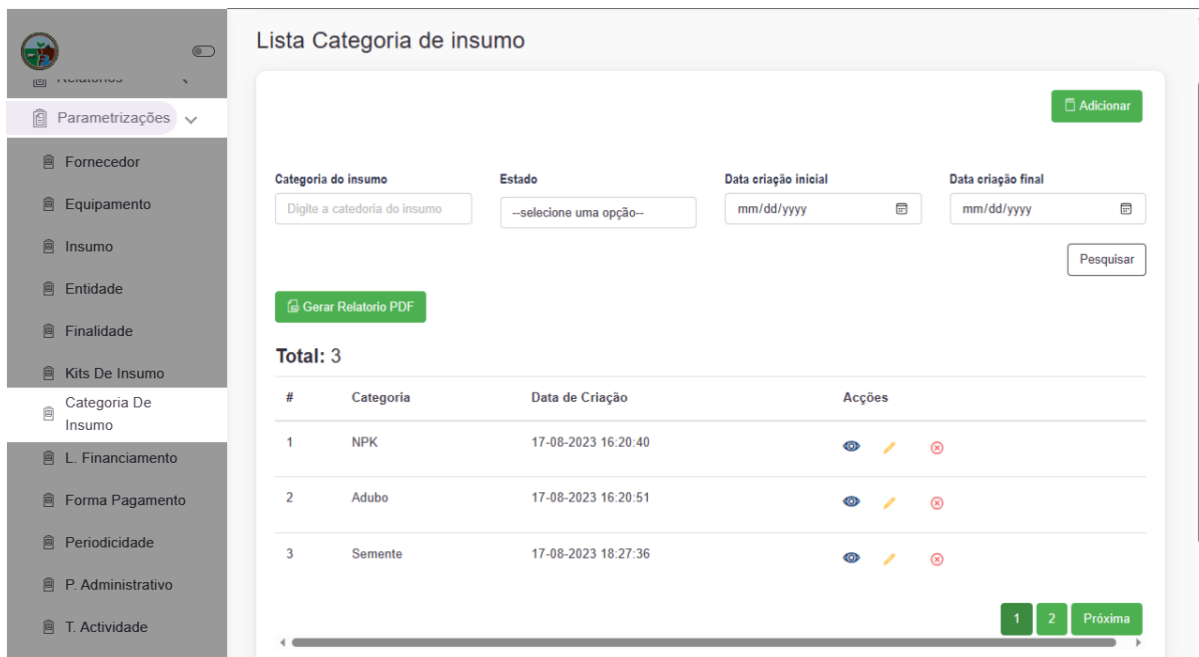 Lista Categoria de insumo
Relatorios
Parametrizações
Fornecedor
Equipamento
Insumo
Entidade
Finalidade
Kits De Insumo
Categoria De
Insumo
L. Financiamento
Forma Pagamento
Periodicidade
P. Administrativo
T. Actividade
Adicionar
Categoria do insumo Estado Data criação inicial Data criação final
Digite a catedoria do insumo --selecione uma opção-- mm/dd/yyyy mm/dd/yyyy
Pesquisar
Gerar Relatorio PDF
Total: 3
# Categoria Data de Criação Acções
1 NPK 17-08-2023 16:20:40
2 Adubo 17-08-2023 16:20:51
3 Semente 17-08-2023 18:27:36
1 2 Próxima